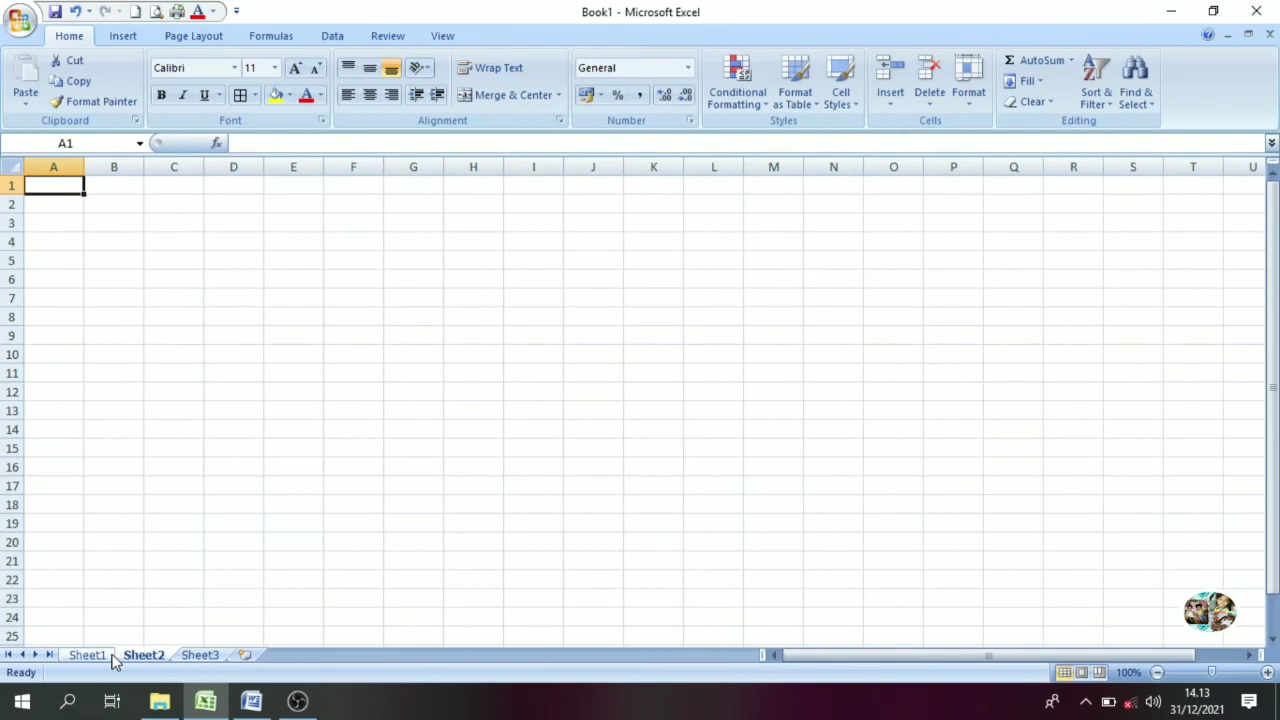 Book1 - Microsoft Excel
Home Insert Page Layout Formulas Data Review View
Paste
Cut
Copy
Format Painter
Clipboard
Calibri 11
B I U A
Font
Wrap Text
Merge & Center
Alignment
General
% , .0 .00 .00 .0
Number
Conditional Formatting
Format as Table
Cell Styles
Styles
Insert Delete Format
Cells
Σ AutoSum
Fill
Clear
Sort & Filter
Find & Select
Editing
A1 fx
A B C D E F G H I J K L M N O P Q R S T U
1
2
3
4
5
6
7
8
9
10
11
12
13
14
15
16
17
18
19
20
21
22
23
24
25
Sheet1 Sheet2 Sheet3
Ready 100%
14.13
31/12/2021